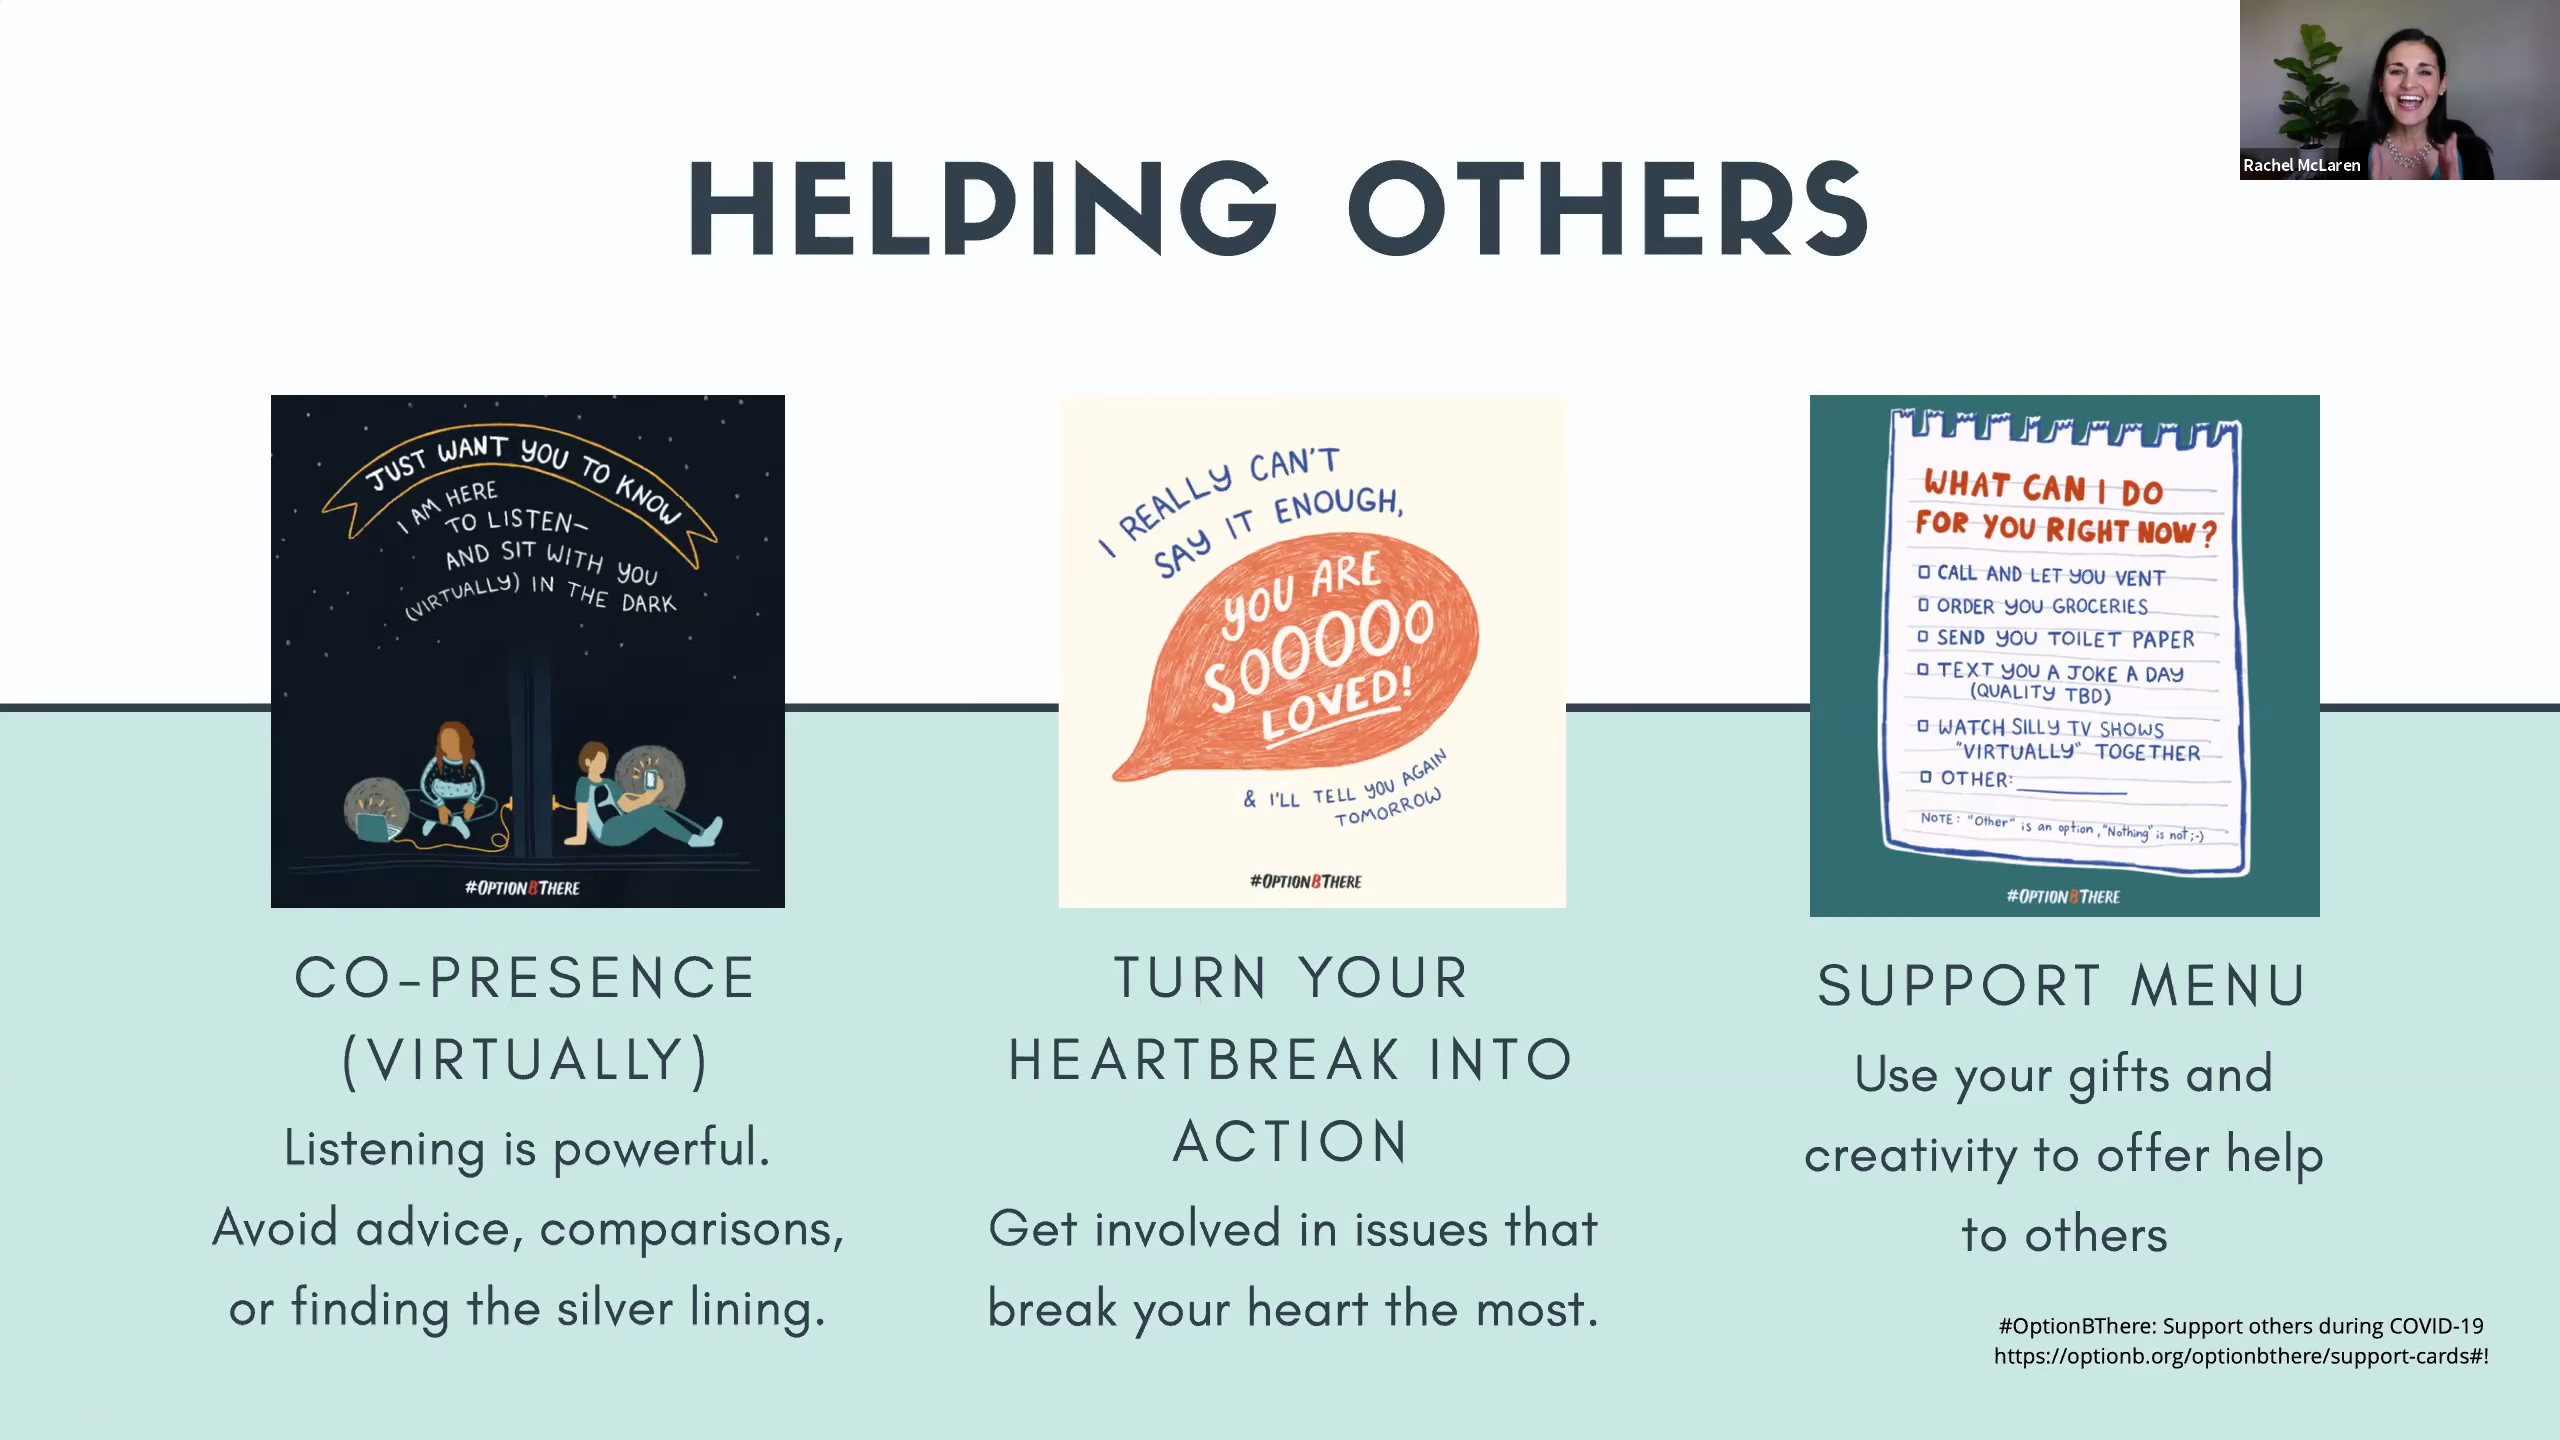 Rachel McLaren
HELPING OTHERS
JUST WANT YOU TO KNOW
I AM HERE
TO LISTEN–
AND SIT WITH YOU
(VIRTUALLY) IN THE DARK
#OPTIONBTHERE
CO-PRESENCE
(VIRTUALLY)
Listening is powerful.
Avoid advice, comparisons,
or finding the silver lining.
I REALLY CAN'T
SAY IT ENOUGH,
YOU ARE
SOOOOO
LOVED!
& I'LL TELL YOU AGAIN
TOMORROW
#OPTIONBTHERE
TURN YOUR
HEARTBREAK INTO
ACTION
Get involved in issues that
break your heart the most.
WHAT CAN I DO
FOR YOU RIGHT NOW?
CALL AND LET YOU VENT
ORDER YOU GROCERIES
SEND YOU TOILET PAPER
TEXT YOU A JOKE A DAY
(QUALITY TBD)
WATCH SILLY TV SHOWS
"VIRTUALLY" TOGETHER
OTHER:
NOTE: "Other" is an option, "Nothing" is not ;-)
#OPTIONBTHERE
SUPPORT MENU
Use your gifts and
creativity to offer help
to others
#OptionBThere: Support others during COVID-19
https://optionb.org/optionbthere/support-cards#!